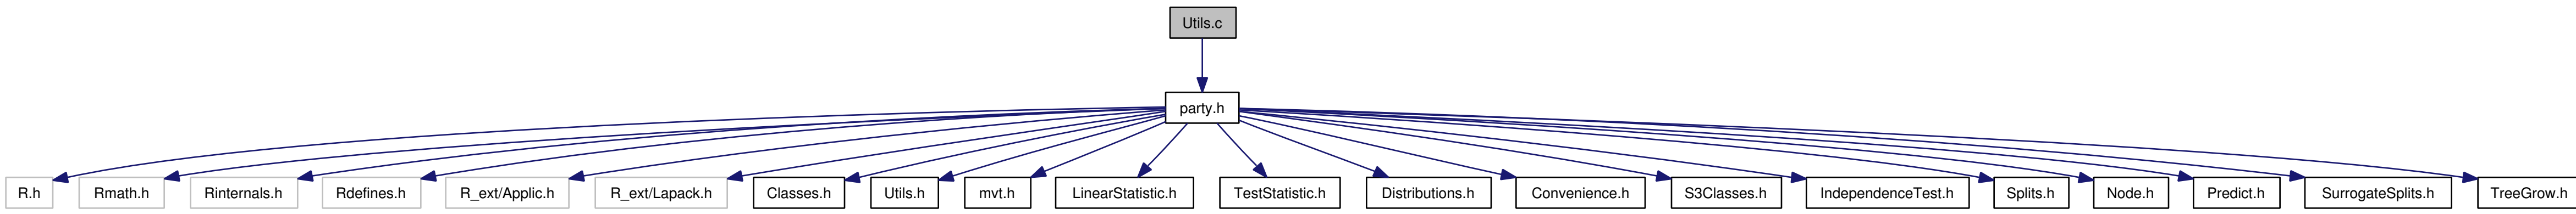 Utils.c
party.h
R.h
Rmath.h
Rinternals.h
Rdefines.h
R_ext/Applic.h
R_ext/Lapack.h
Classes.h
Utils.h
mvt.h
LinearStatistic.h
TestStatistic.h
Distributions.h
Convenience.h
S3Classes.h
IndependenceTest.h
Splits.h
Node.h
Predict.h
SurrogateSplits.h
TreeGrow.h